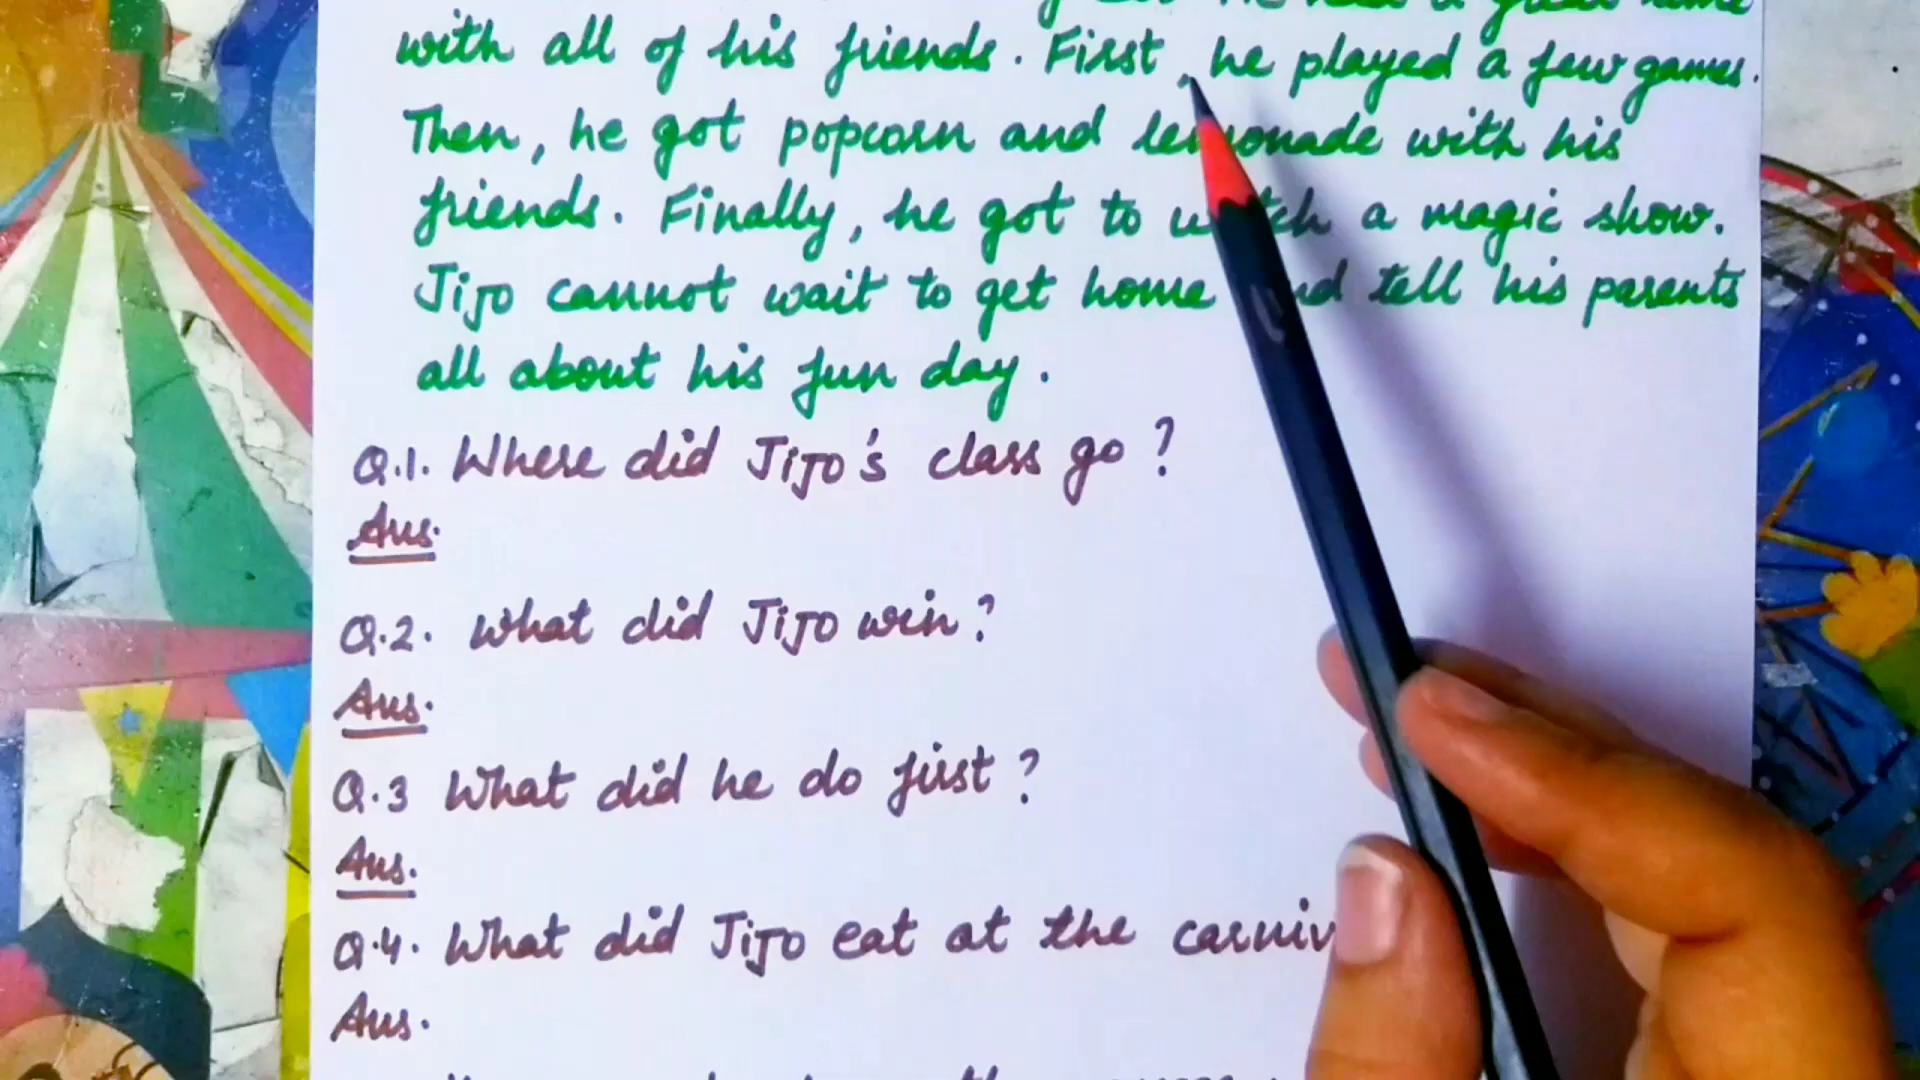 with all of his friends. First, he played a few games.
Then, he got popcorn and lemonade with his
friends. Finally, he got to watch a magic show.
Jijo cannot wait to get home and tell his parents
all about his fun day.
Q.1. Where did Jijo's class go?
Ans.
Q.2. What did Jijo win?
Ans.
Q.3 What did he do first?
Ans.
Q.4. What did Jijo eat at the carniv
Ans.